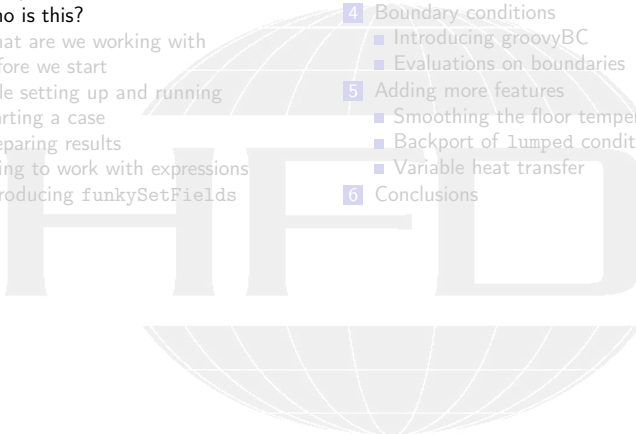 ho is this?
hat are we working with
fore we start
le setting up and running
rting a case
eparing results
ing to work with expressions
roducing funkySetFields
4 Boundary conditions
Introducing groovyBC
Evaluations on boundaries
5 Adding more features
Smoothing the floor temper
Backport of lumped condit
Variable heat transfer
6 Conclusions
HFD